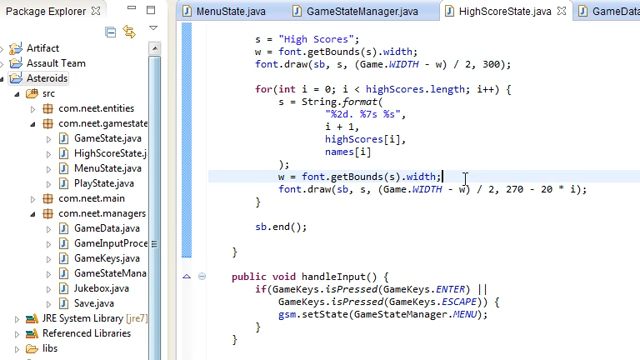 Package Explorer
MenuState.java
GameStateManager.java
HighScoreState.java
GameData
Artifact
Assault Team
Asteroids
src
com.neet.entities
com.neet.gamestate
GameState.java
HighScoreState.
MenuState.java
PlayState.java
com.neet.main
com.neet.managers
GameData.java
GameInputProce
GameKeys.java
GameStateMana
Jukebox.java
Save.java
JRE System Library [jre7]
Referenced Libraries
libs
s = "High Scores";
w = font.getBounds(s).width;
font.draw(sb, s, (Game.WIDTH - w) / 2, 300);
for(int i = 0; i < highScores.length; i++) {
s = String.format(
"%2d. %7s %s",
i + 1,
highScores[i],
names[i]
);
w = font.getBounds(s).width;
font.draw(sb, s, (Game.WIDTH - w) / 2, 270 - 20 * i);
}
sb.end();
}
public void handleInput() {
if(GameKeys.isPressed(GameKeys.ENTER) ||
GameKeys.isPressed(GameKeys.ESCAPE)) {
gsm.setState(GameStateManager.MENU);
}
}